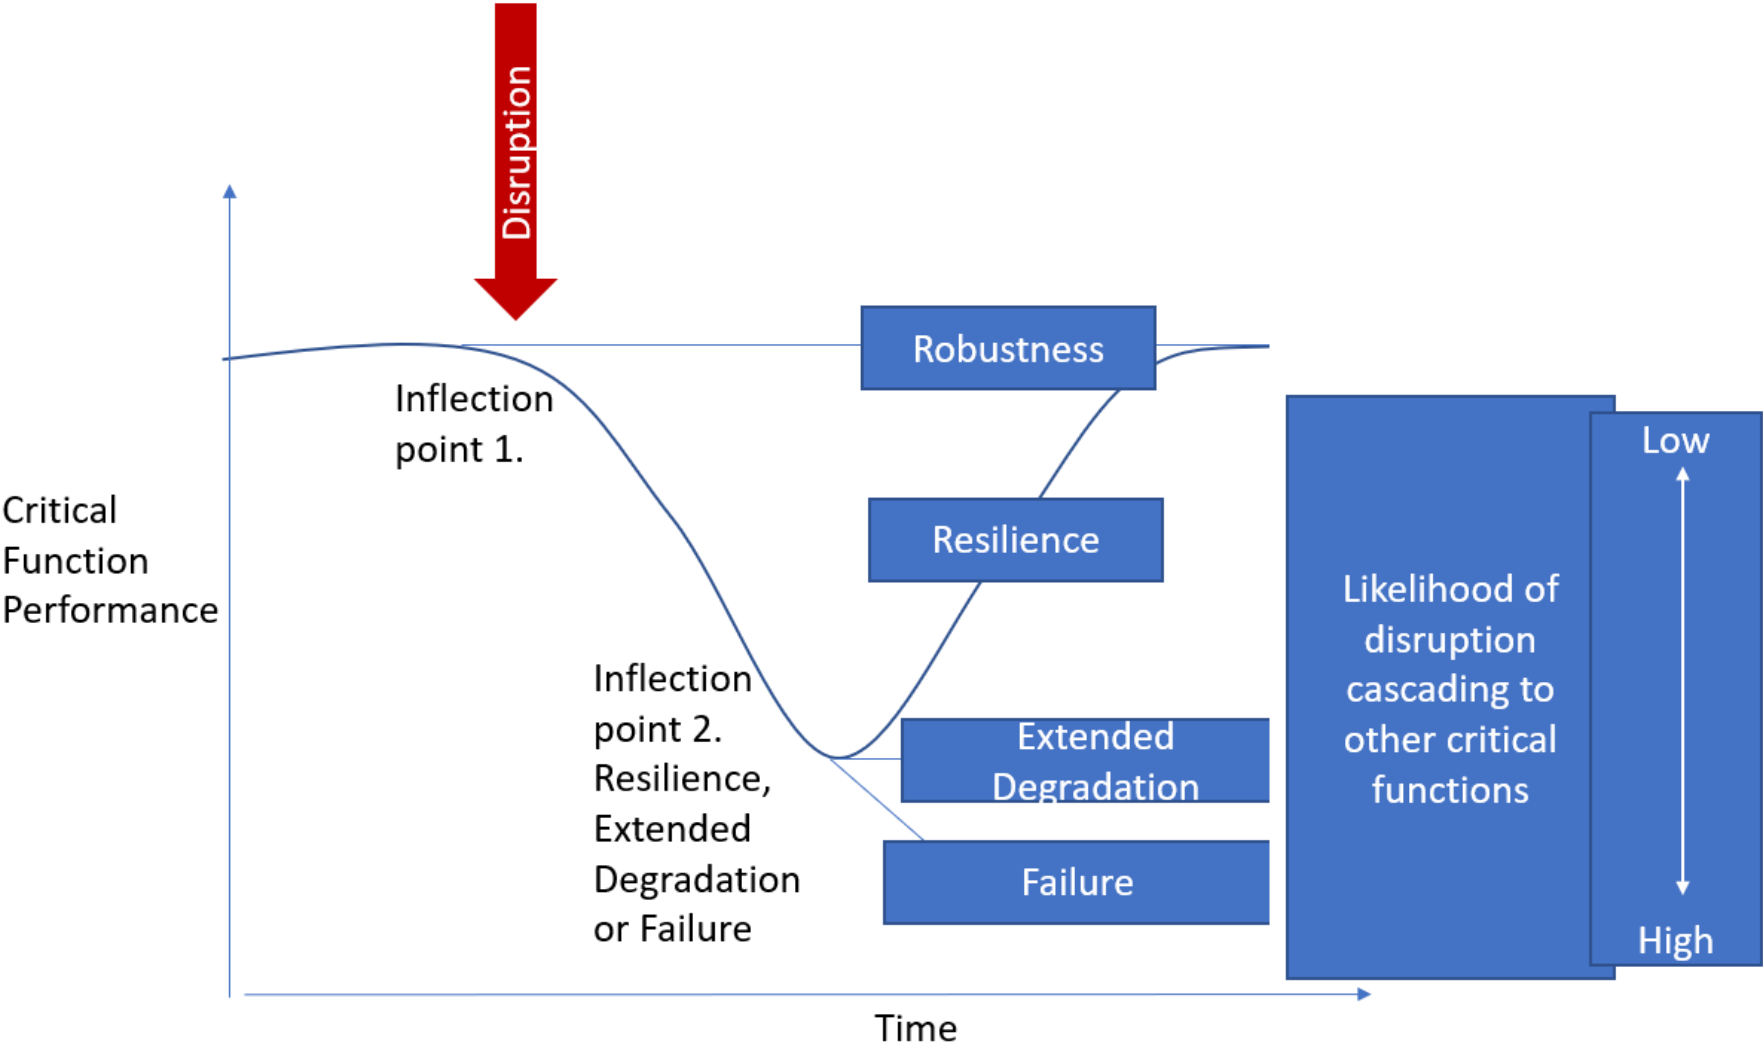 Disruption
Robustness
Inflection
point 1.
Low
Critical
Function
Performance
Resilience
Likelihood of
disruption
cascading to
other critical
functions
Inflection
point 2.
Resilience,
Extended
Degradation
or Failure
Extended
Degradation
Failure
High
Time